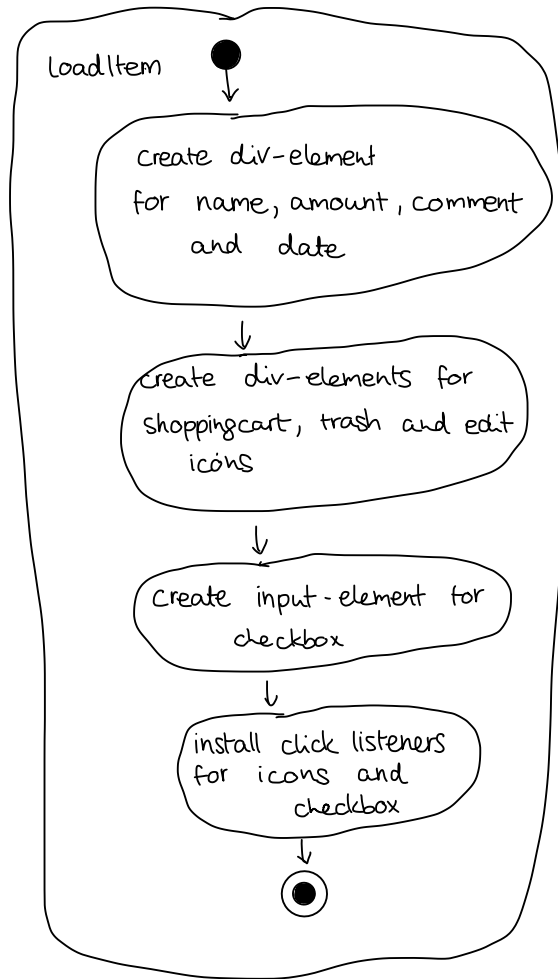 loadItem
create div-element
for name, amount, comment
and date
create div-elements for
shoppingcart, trash and edit
icons
create input-element for
checkbox
install click listeners
for icons and
checkbox